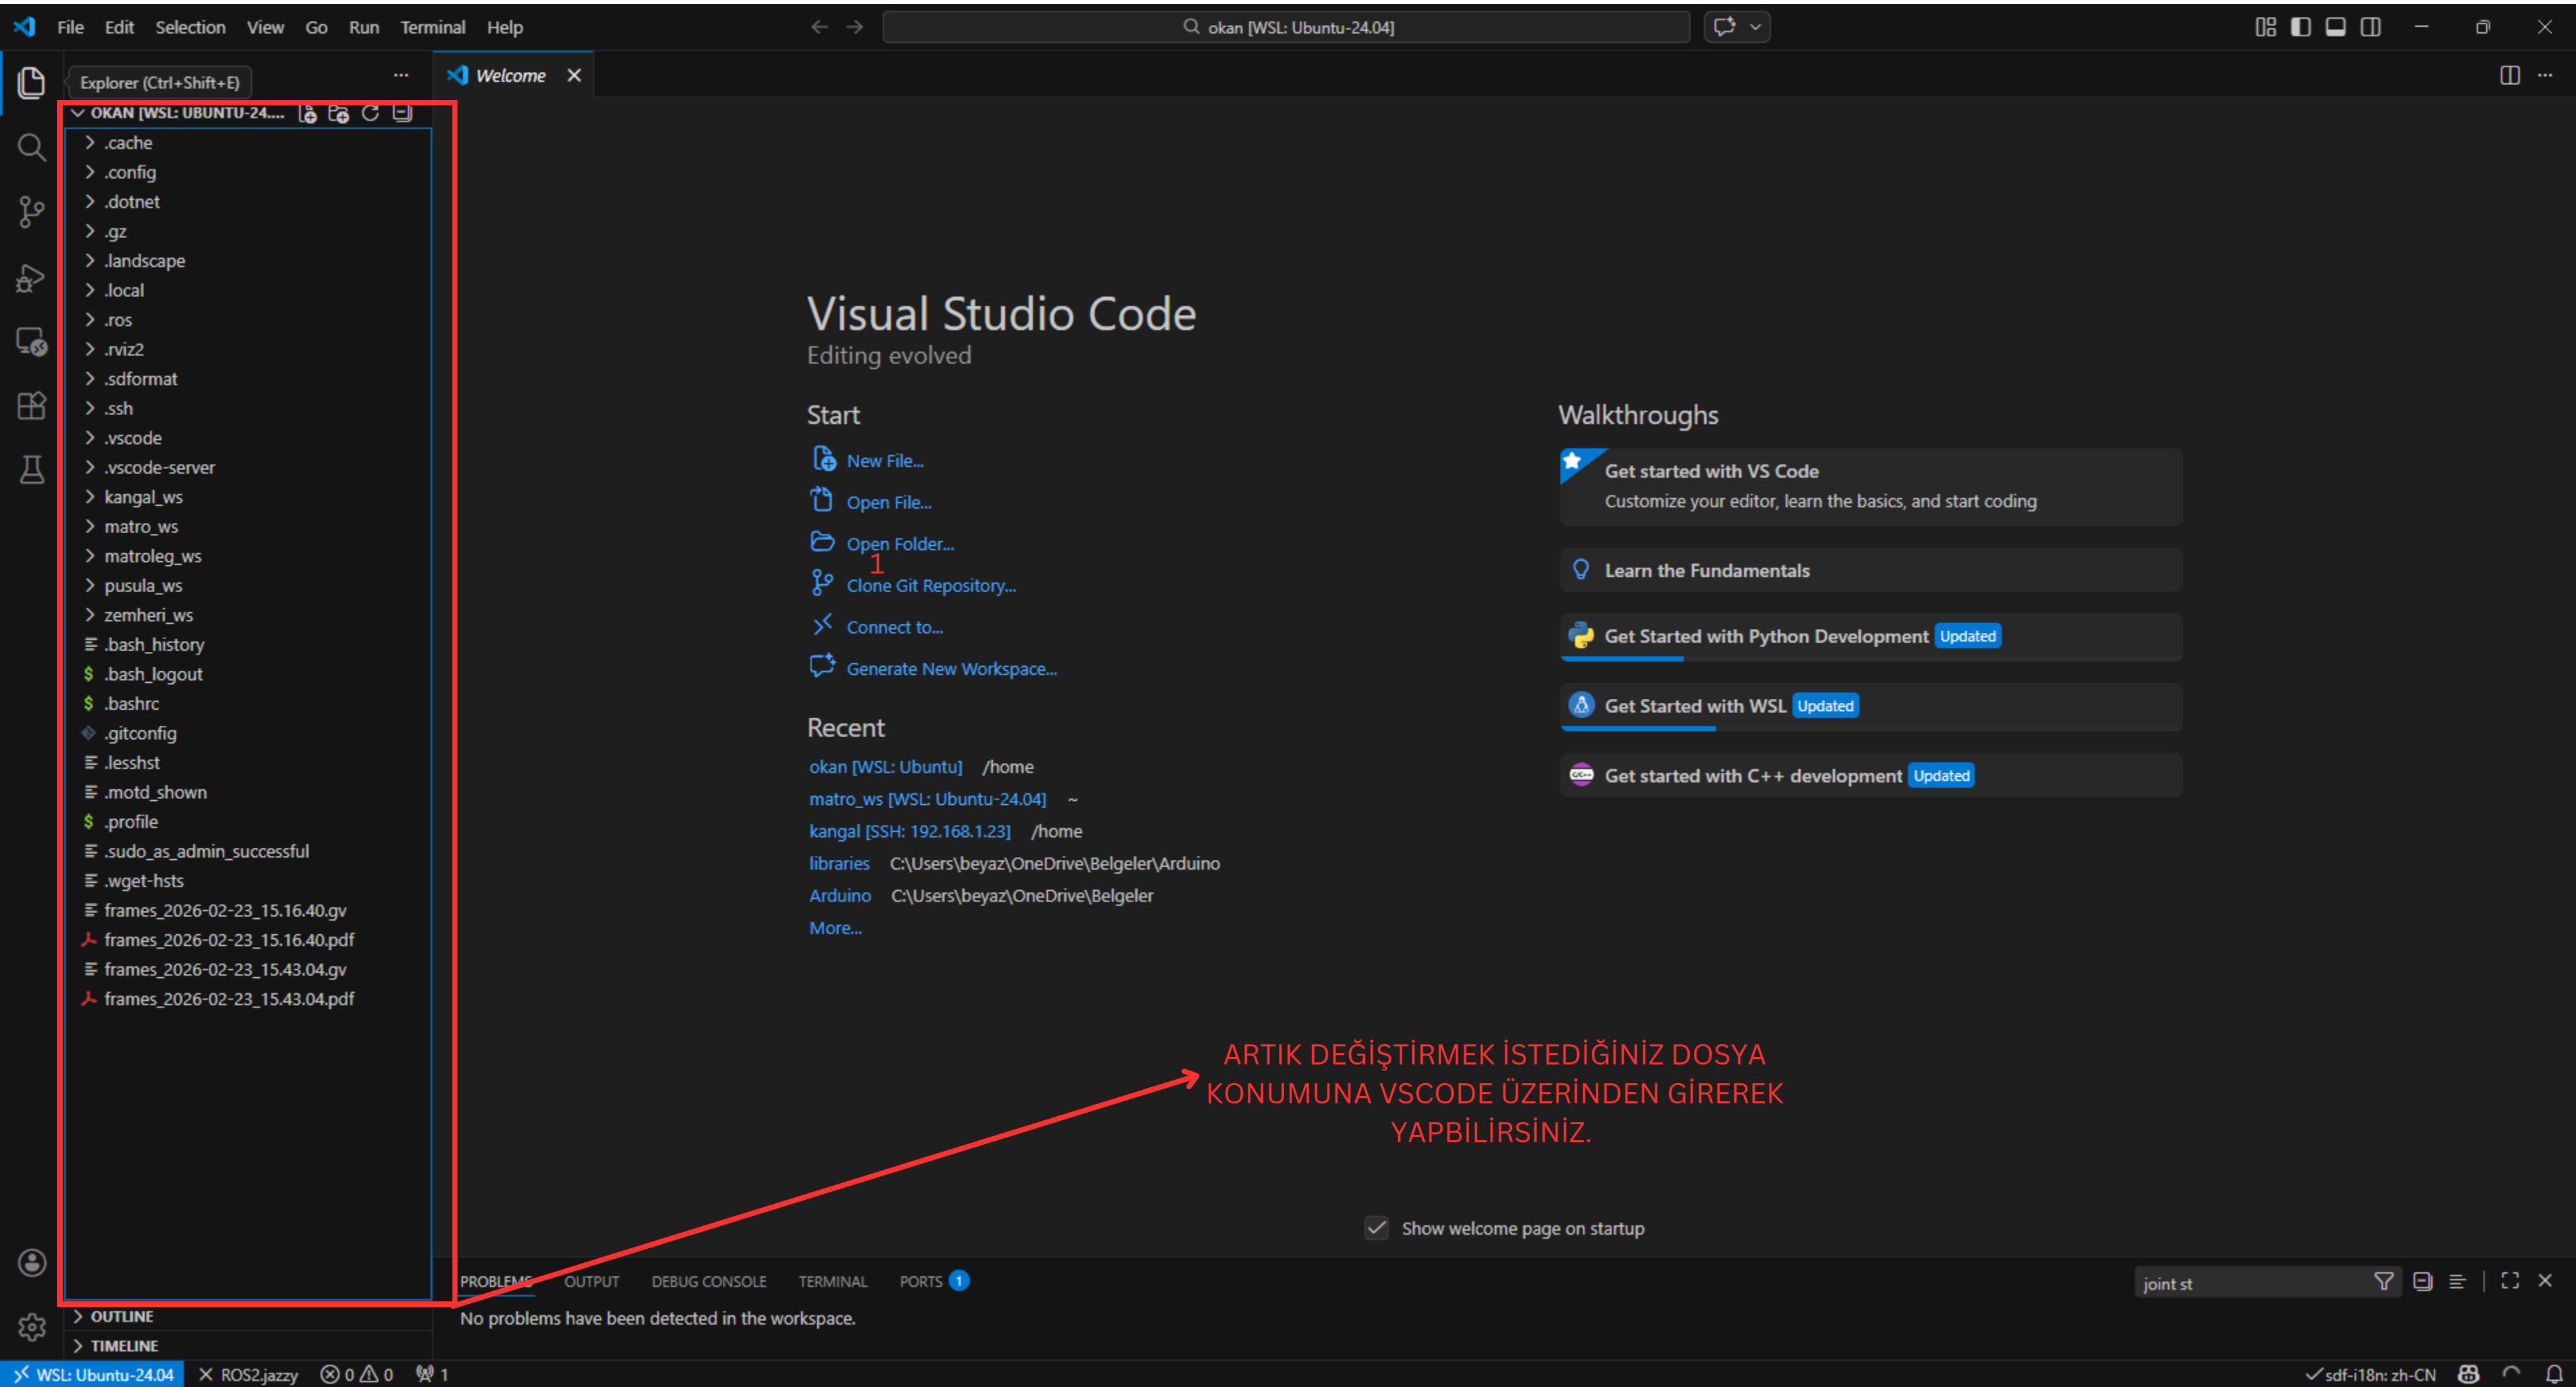 File Edit Selection View Go Run Terminal Help
okan [WSL: Ubuntu-24.04]
Explorer (Ctrl+Shift+E)
Welcome
OKAN [WSL: UBUNTU-24....
.cache
.config
.dotnet
.gz
.landscape
.local
.ros
.rviz2
.sdformat
.ssh
.vscode
.vscode-server
kangal_ws
matro_ws
matroleg_ws
pusula_ws
zemheri_ws
.bash_history
.bash_logout
.bashrc
.gitconfig
.lesshst
.motd_shown
.profile
.sudo_as_admin_successful
.wget-hsts
frames_2026-02-23_15.16.40.gv
frames_2026-02-23_15.16.40.pdf
frames_2026-02-23_15.43.04.gv
frames_2026-02-23_15.43.04.pdf
OUTLINE
TIMELINE
Visual Studio Code
Editing evolved
Start
New File...
Open File...
Open Folder...
1
Clone Git Repository...
Connect to...
Generate New Workspace...
Recent
okan [WSL: Ubuntu] /home
matro_ws [WSL: Ubuntu-24.04] ~
kangal [SSH: 192.168.1.23] /home
libraries C:\Users\beyaz\OneDrive\Belgeler\Arduino
Arduino C:\Users\beyaz\OneDrive\Belgeler
More...
Walkthroughs
Get started with VS Code
Customize your editor, learn the basics, and start coding
Learn the Fundamentals
Get Started with Python Development Updated
Get Started with WSL Updated
C/C++ Get started with C++ development Updated
ARTIK DEĞİŞTİRMEK İSTEDİĞİNİZ DOSYA
KONUMUNA VSCODE ÜZERİNDEN GİREREK
YAPBİLİRSİNİZ.
Show welcome page on startup
PROBLEMS OUTPUT DEBUG CONSOLE TERMINAL PORTS 1
joint st
No problems have been detected in the workspace.
WSL: Ubuntu-24.04 ROS2.jazzy 0 0 1
sdf-i18n: zh-CN